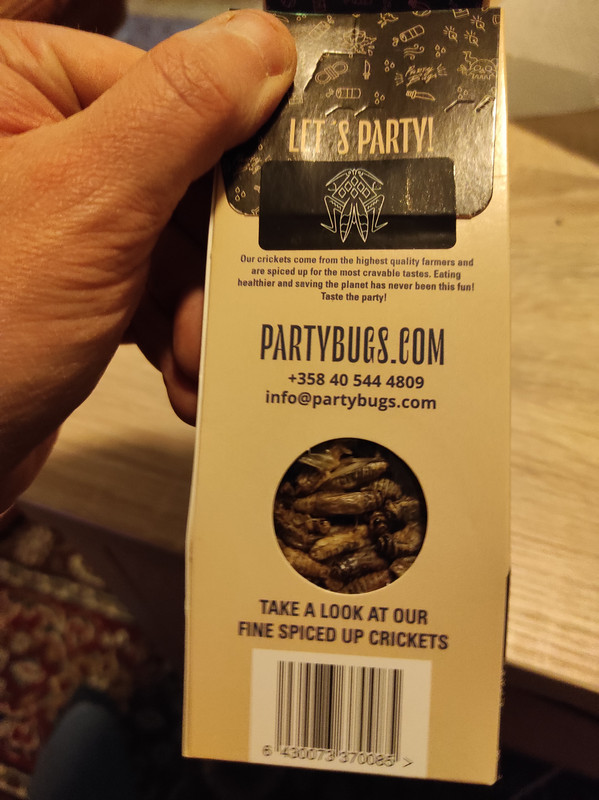 LET´S PARTY!
Our crickets come from the highest quality farmers and
are spiced up for the most cravable tastes. Eating
healthier and saving the planet has never been this fun!
Taste the party!
PARTYBUGS.COM
+358 40 544 4809
info@partybugs.com
TAKE A LOOK AT OUR
FINE SPICED UP CRICKETS
6 430073 370085 >